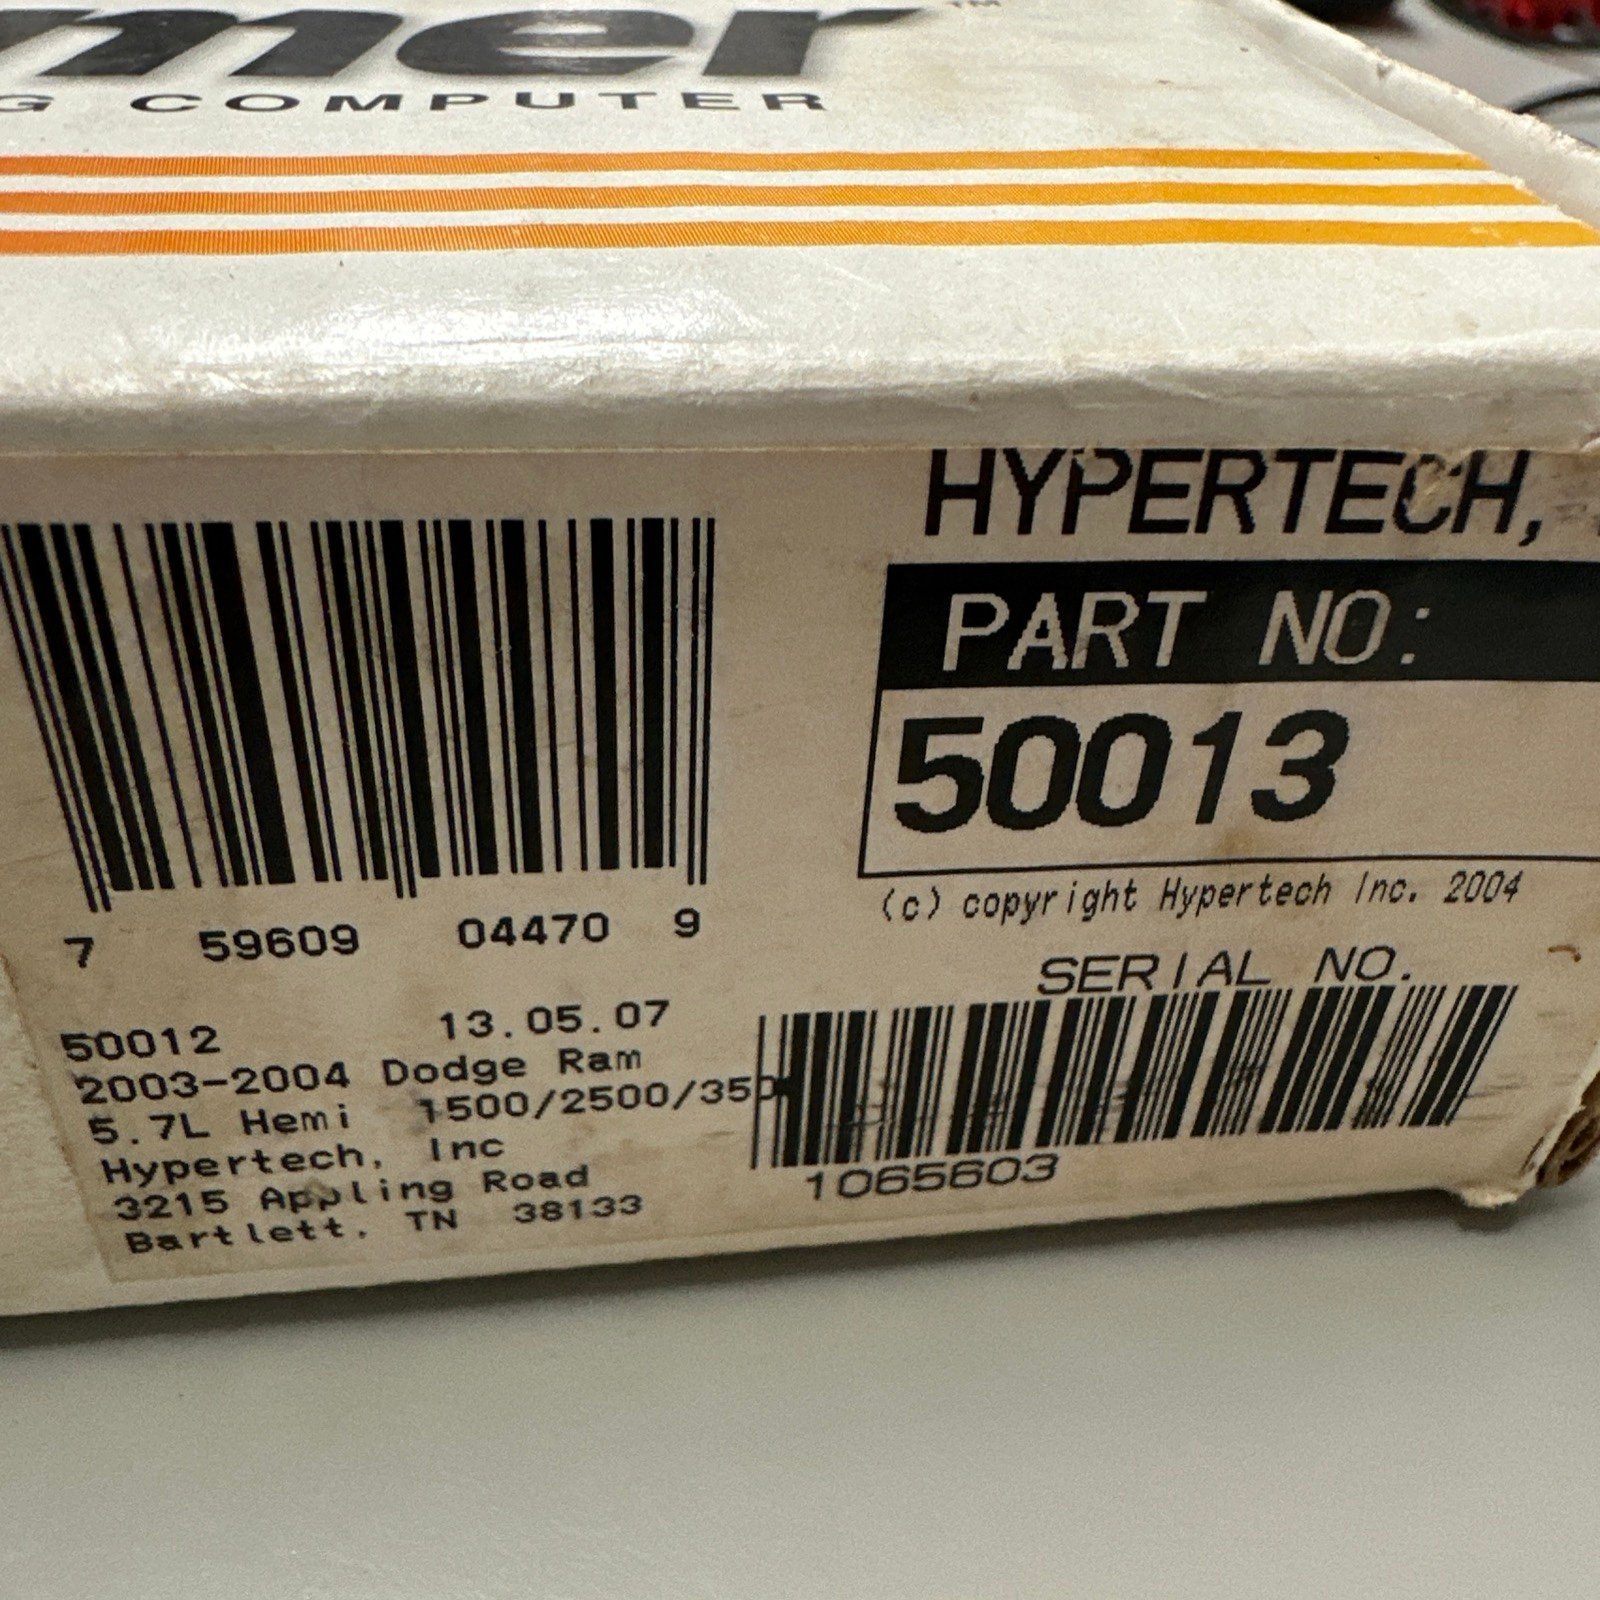 mer™
G COMPUTER
HYPERTECH,
PART NO:
50013
(c) copyright Hypertech Inc. 2004
7 59609 04470 9
SERIAL NO.
50012 13.05.07
2003-2004 Dodge Ram
5.7L Hemi 1500/2500/350
Hypertech, Inc
3215 Appling Road
Bartlett, TN 38133
1065603